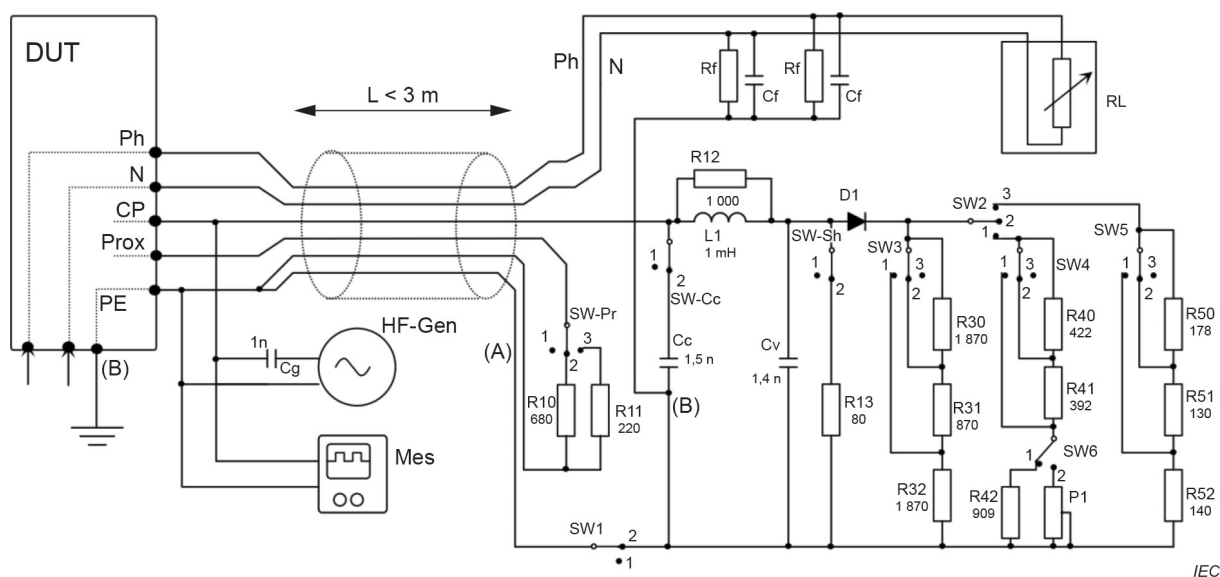 DUT
Ph
N
CP
Prox
PE
(B)
L < 3 m
Ph
N
Rf
Cf
Rf
Cf
RL
R12
1 000
L1
1 mH
D1
SW-Cc
1
2
Cc
1,5 n
(B)
Cv
1,4 n
SW-Sh
1
2
R13
80
SW3
1
3
2
R30
1 870
R31
870
R32
1 870
SW2
3
2
1
SW4
1
3
2
R40
422
R41
392
SW6
1
2
R42
909
P1
SW5
1
3
2
R50
178
R51
130
R52
140
HF-Gen
1n
Cg
Mes
(A)
SW-Pr
1
2
3
R10
680
R11
220
SW1
2
1
IEC